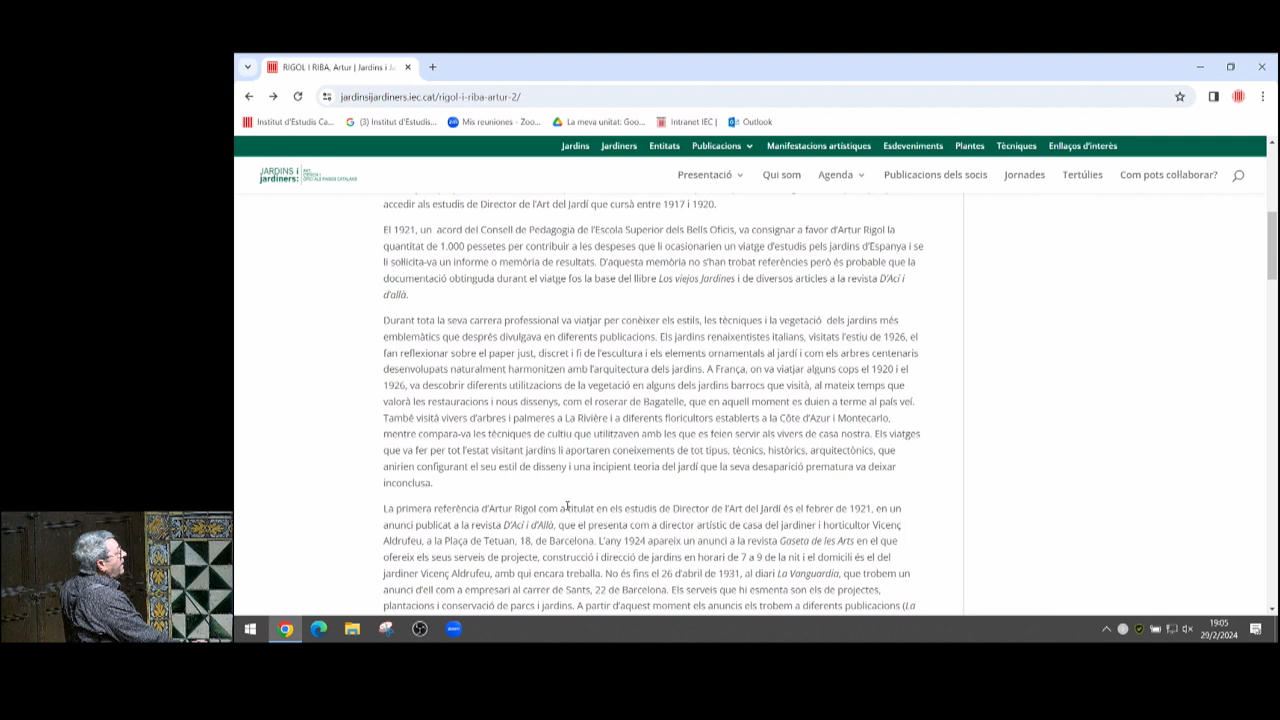 RIGOL I RIBA, Artur | Jardins i J
jardinsijardiners.iec.cat/rigol-i-riba-artur-2/
Institut d'Estudis Ca... (3) Institut d'Estudis... Mis reuniones - Zoo... La meva unitat: Goo... Intranet IEC | Outlook
Jardins Jardiners Entitats Publicacions Manifestacions artístiques Esdeveniments Plantes Tècniques Enllaços d'interès
JARDINS i
jardiners:
Presentació Qui som Agenda Publicacions dels socis Jornades Tertúlies Com pots collaborar?
accedir als estudis de Director de l'Art del Jardí que cursà entre 1917 i 1920.
El 1921, un acord del Consell de Pedagogia de l'Escola Superior dels Bells Oficis, va consignar a favor d'Artur Rigol la
quantitat de 1.000 pessetes per contribuir a les despeses que li ocasionarien un viatge d'estudis pels jardins d'Espanya i se
li sol·licita-va un informe o memòria de resultats. D'aquesta memòria no s'han trobat referències però és probable que la
documentació obtinguda durant el viatge fos la base del llibre Los viejos Jardines i de diversos articles a la revista D'Ací i
d'allà.
Durant tota la seva carrera professional va viatjar per conèixer els estils, les tècniques i la vegetació dels jardins més
emblemàtics que després divulgava en diferents publicacions. Els jardins renaixentistes italians, visitats l'estiu de 1926, el
fan reflexionar sobre el paper just, discret i fi de l'escultura i els elements ornamentals al jardí i com els arbres centenaris
desenvolupats naturalment harmonitzen amb l'arquitectura dels jardins. A França, on va viatjar alguns cops el 1920 i el
1926, va descobrir diferents utilitzacions de la vegetació en alguns dels jardins barrocs que visità, al mateix temps que
valorà les restauracions i nous dissenys, com el roserar de Bagatelle, que en aquell moment es duien a terme al país veí.
També visità vivers d'arbres i palmeres a La Rivière i a diferents floricultors establerts a la Côte d'Azur i Montecarlo,
mentre compara-va les tècniques de cultiu que utilitzaven amb les que es feien servir als vivers de casa nostra. Els viatges
que va fer per tot l'estat visitant jardins li aportaren coneixements de tot tipus, tècnics, històrics, arquitectònics, que
anirien configurant el seu estil de disseny i una incipient teoria del jardí que la seva desaparició prematura va deixar
inconclusa.
La primera referència d'Artur Rigol com a titulat en els estudis de Director de l'Art del Jardí és el febrer de 1921, en un
anunci publicat a la revista D'Ací i d'Allà, que el presenta com a director artístic de casa del jardiner i horticultor Vicenç
Aldrufeu, a la Plaça de Tetuan, 18, de Barcelona. L'any 1924 apareix un anunci a la revista Gaseta de les Arts en el que
ofereix els seus serveis de projecte, construcció i direcció de jardins en horari de 7 a 9 de la nit i el domicili és el del
jardiner Vicenç Aldrufeu, amb qui encara treballa. No és fins el 26 d'abril de 1931, al diari La Vanguardia, que trobem un
anunci d'ell com a empresari al carrer de Sants, 22 de Barcelona. Els serveis que hi esmenta son els de projectes,
plantacions i conservació de parcs i jardins. A partir d'aquest moment els anuncis els trobem a diferents publicacions (La
zoom
19:05
29/2/2024